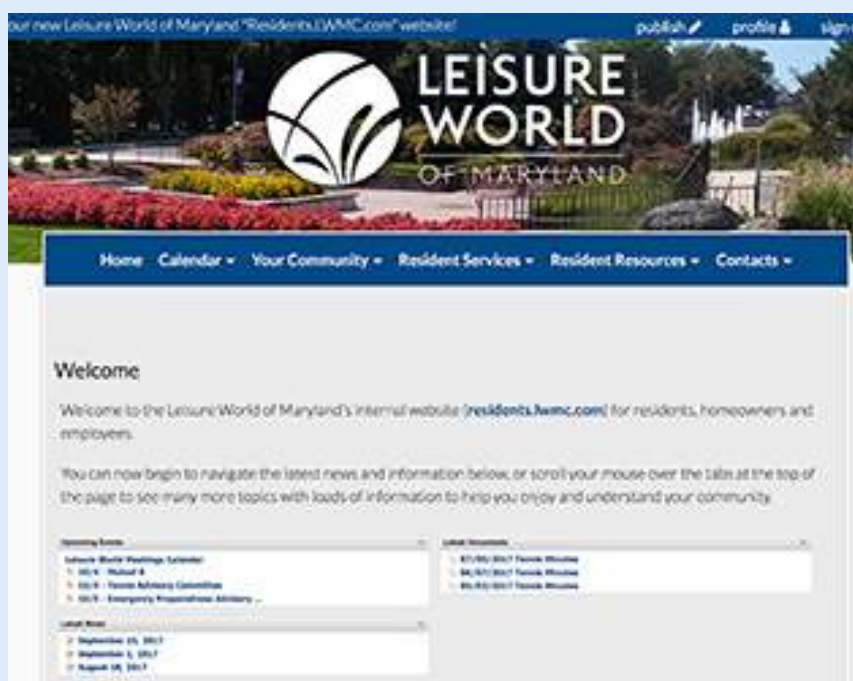 our new Leisure World of Maryland "Residents.LWMC.com" website!
publish profile sign
LEISURE
WORLD
OF MARYLAND
Home Calendar Your Community Resident Services Resident Resources Contacts
Welcome
Welcome to the Leisure World of Maryland's internal website (residents.lwmc.com) for residents, homeowners and
employees.
You can now begin to navigate the latest news and information below, or scroll your mouse over the tabs at the top of
the page to see many more topics with loads of information to help you enjoy and understand your community.
Upcoming Events
Leisure World Meetings Calendar
Mutual
Tennis Advisory Committee
Emergency Preparedness Advisory ...
Latest News
September 2017
September 2017
August 2017
Latest Documents
2017 Tennis Minutes
2017 Tennis Minutes
2017 Tennis Minutes